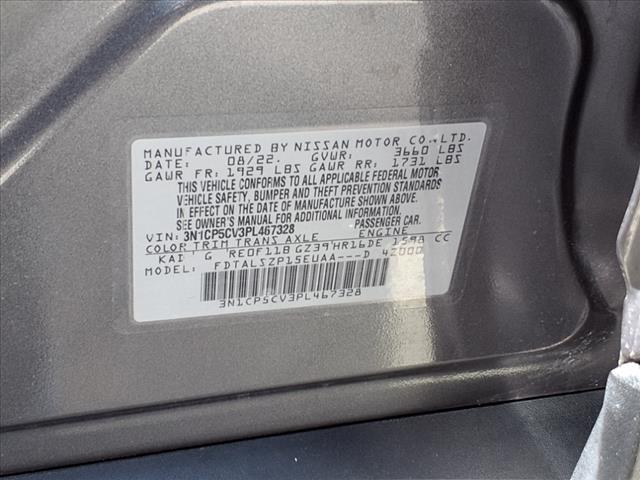 MANUFACTURED BY NISSAN MOTOR CO.,LTD.
DATE: 08/22. GVWR: 3660 LBS
GAWR FR: 1929 LBS GAWR RR: 1731 LBS
THIS VEHICLE CONFORMS TO ALL APPLICABLE FEDERAL MOTOR
VEHICLE SAFETY, BUMPER AND THEFT PREVENTION STANDARDS
IN EFFECT ON THE DATE OF MANUFACTURE SHOWN ABOVE.
SEE OWNER'S MANUAL FOR ADDITIONAL INFORMATION.
VIN: 3N1CP5CV3PL467328 PASSENGER CAR.
COLOR TRIM TRANS AXLE ENGINE
KAD G RE0F11B GZ39 HR16DE 1598 CC
MODEL: FDTALSZP15EUAA---D 42000
3N1CP5CV3PL467328